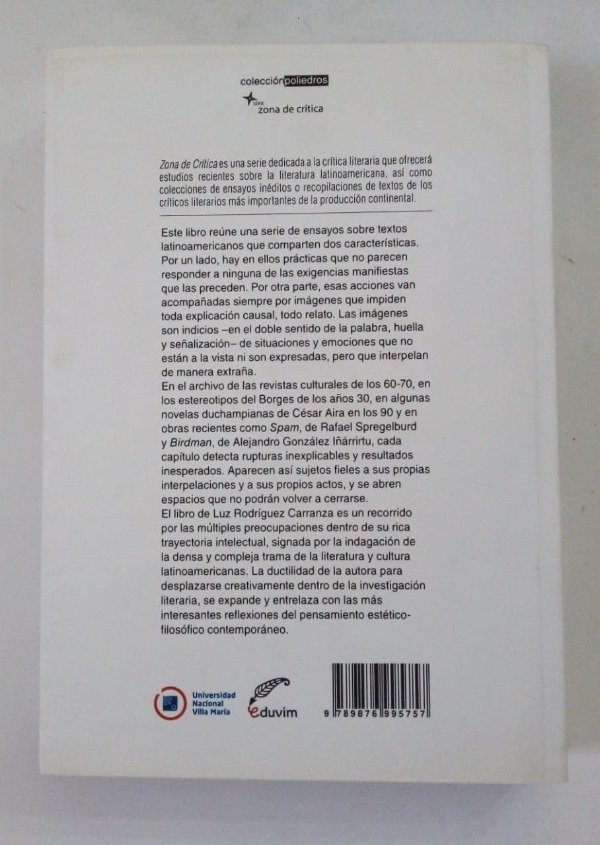 colecciónpoliedros
SERIE
zona de crítica
Zona de Crítica es una serie dedicada a la crítica literaria que ofrecerá
estudios recientes sobre la literatura latinoamericana, así como
colecciones de ensayos inéditos o recopilaciones de textos de los
críticos literarios más importantes de la producción continental.
Este libro reúne una serie de ensayos sobre textos
latinoamericanos que comparten dos características.
Por un lado, hay en ellos prácticas que no parecen
responder a ninguna de las exigencias manifiestas
que las preceden. Por otra parte, esas acciones van
acompañadas siempre por imágenes que impiden
toda explicación causal, todo relato. Las imágenes
son indicios –en el doble sentido de la palabra, huella
y señalización– de situaciones y emociones que no
están a la vista ni son expresadas, pero que interpelan
de manera extraña.
En el archivo de las revistas culturales de los 60-70, en
los estereotipos del Borges de los años 30, en algunas
novelas duchampianas de César Aira en los 90 y en
obras recientes como Spam, de Rafael Spregelburd
y Birdman, de Alejandro González Iñárrirtu, cada
capítulo detecta rupturas inexplicables y resultados
inesperados. Aparecen así sujetos fieles a sus propias
interpelaciones y a sus propios actos, y se abren
espacios que no podrán volver a cerrarse.
El libro de Luz Rodríguez Carranza es un recorrido
por las múltiples preocupaciones dentro de su rica
trayectoria intelectual, signada por la indagación de
la densa y compleja trama de la literatura y cultura
latinoamericanas. La ductilidad de la autora para
desplazarse creativamente dentro de la investigación
literaria, se expande y entrelaza con las más
interesantes reflexiones del pensamiento estético-
filosófico contemporáneo.
Universidad
Nacional
Villa María
eduvim
9 789876 995757